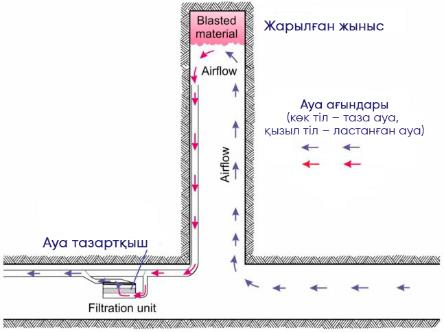 Blasted
material
Жарылған жыныс
Airflow
Ауа ағындары
(көк тіл – таза ауа,
қызыл тіл – ластанған ауа)
Airflow
Ауа тазартқыш
Filtration unit